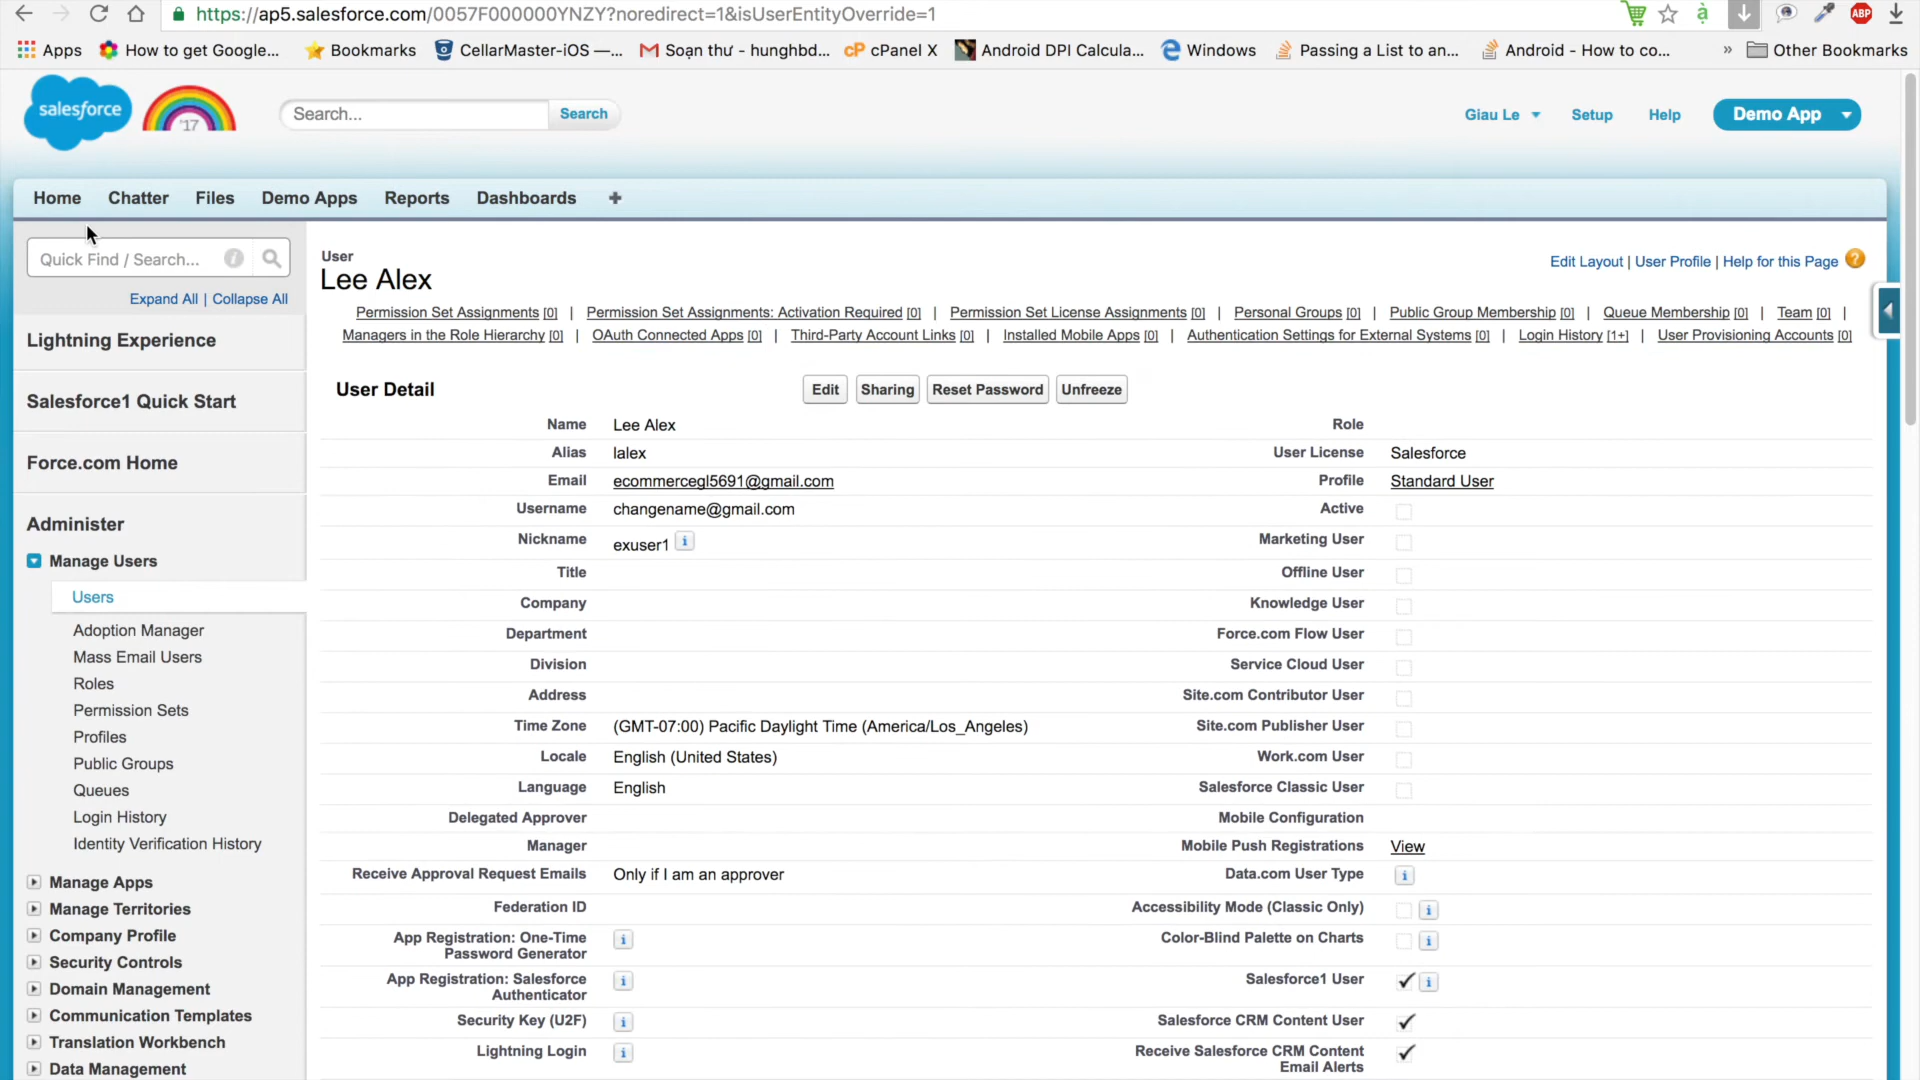 https://ap5.salesforce.com/0057F000000YNZY?noredirect=1&isUserEntityOverride=1
ABP
Apps How to get Google... Bookmarks CellarMaster-iOS —... Soạn thư - hunghbd... cP cPanel X Android DPI Calcula... Windows Passing a List to an... Android - How to co... » Other Bookmarks
salesforce '17 Search... Search Giau Le Setup Help Demo App
Home Chatter Files Demo Apps Reports Dashboards +
Quick Find / Search...
Expand All | Collapse All
Lightning Experience
Salesforce1 Quick Start
Force.com Home
Administer
Manage Users
Users
Adoption Manager
Mass Email Users
Roles
Permission Sets
Profiles
Public Groups
Queues
Login History
Identity Verification History
Manage Apps
Manage Territories
Company Profile
Security Controls
Domain Management
Communication Templates
Translation Workbench
Data Management
User
Lee Alex
Edit Layout | User Profile | Help for this Page ?
Permission Set Assignments [0] | Permission Set Assignments: Activation Required [0] | Permission Set License Assignments [0] | Personal Groups [0] | Public Group Membership [0] | Queue Membership [0] | Team [0] |
Managers in the Role Hierarchy [0] | OAuth Connected Apps [0] | Third-Party Account Links [0] | Installed Mobile Apps [0] | Authentication Settings for External Systems [0] | Login History [1+] | User Provisioning Accounts [0]
User Detail Edit Sharing Reset Password Unfreeze
Name Lee Alex Role
Alias lalex User License Salesforce
Email ecommercegl5691@gmail.com Profile Standard User
Username changename@gmail.com Active
Nickname exuser1 i Marketing User
Title Offline User
Company Knowledge User
Department Force.com Flow User
Division Service Cloud User
Address Site.com Contributor User
Time Zone (GMT-07:00) Pacific Daylight Time (America/Los_Angeles) Site.com Publisher User
Locale English (United States) Work.com User
Language English Salesforce Classic User
Delegated Approver Mobile Configuration
Manager Mobile Push Registrations View
Receive Approval Request Emails Only if I am an approver Data.com User Type i
Federation ID Accessibility Mode (Classic Only) i
App Registration: One-Time i Color-Blind Palette on Charts i
Password Generator
App Registration: Salesforce i Salesforce1 User i
Authenticator
Security Key (U2F) i Salesforce CRM Content User
Lightning Login i Receive Salesforce CRM Content
Email Alerts